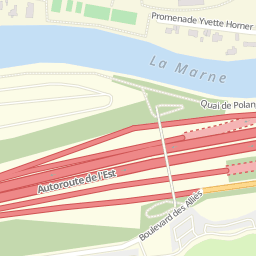 Promenade Yvette Horner
La Marne
Quai de Polan
Autoroute de l'Est
Boulevard des Alliés